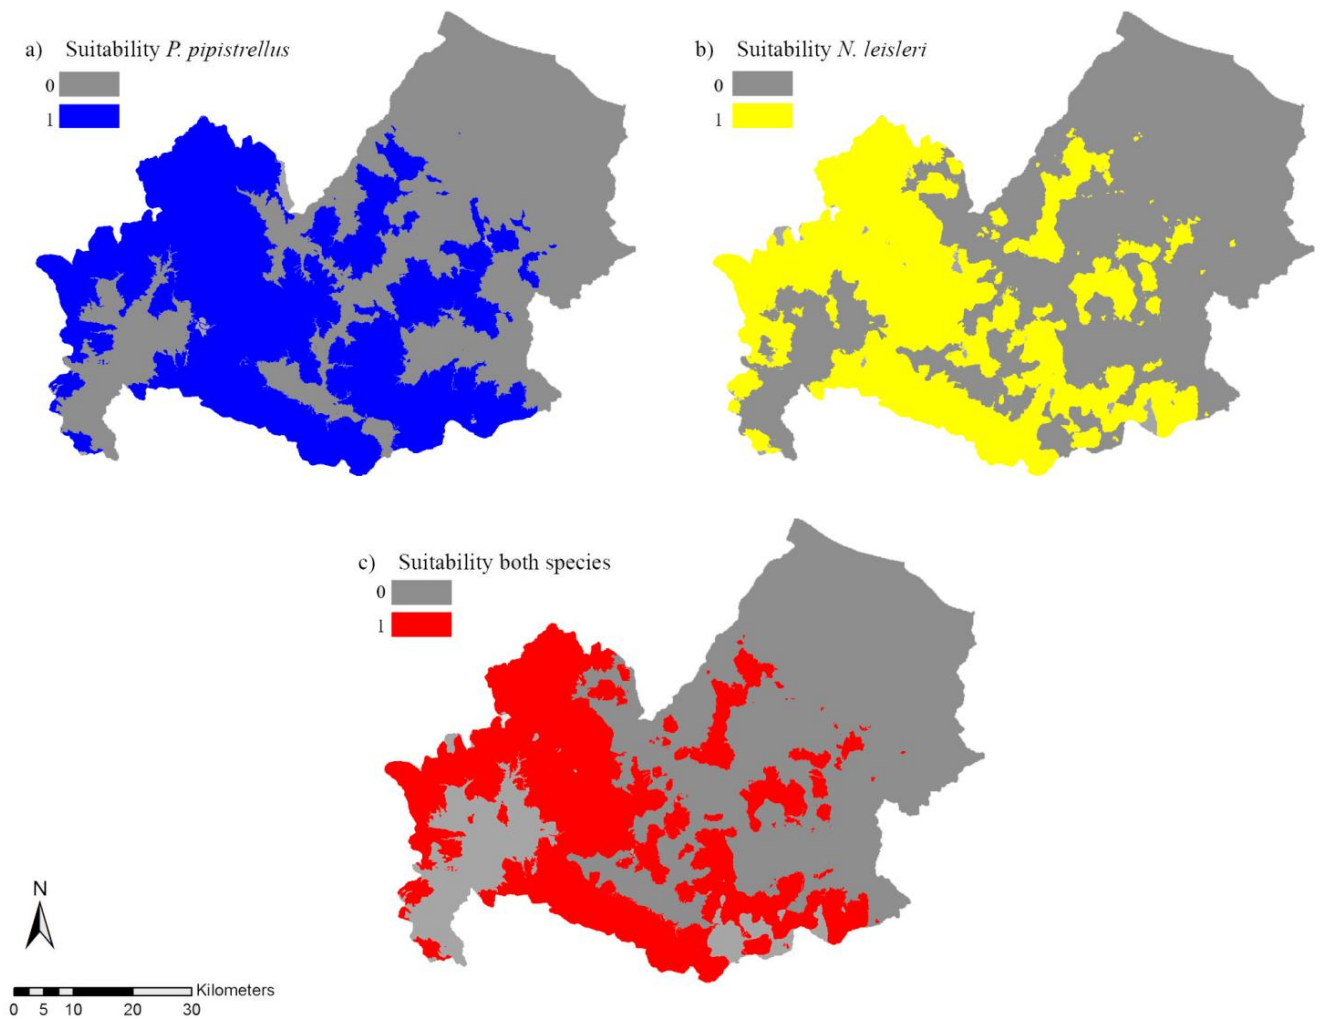 a) Suitability P. pipistrellus
0
1
b) Suitability N. leisleri
0
1
c) Suitability both species
0
1
N
Kilometers
0 5 10 20 30